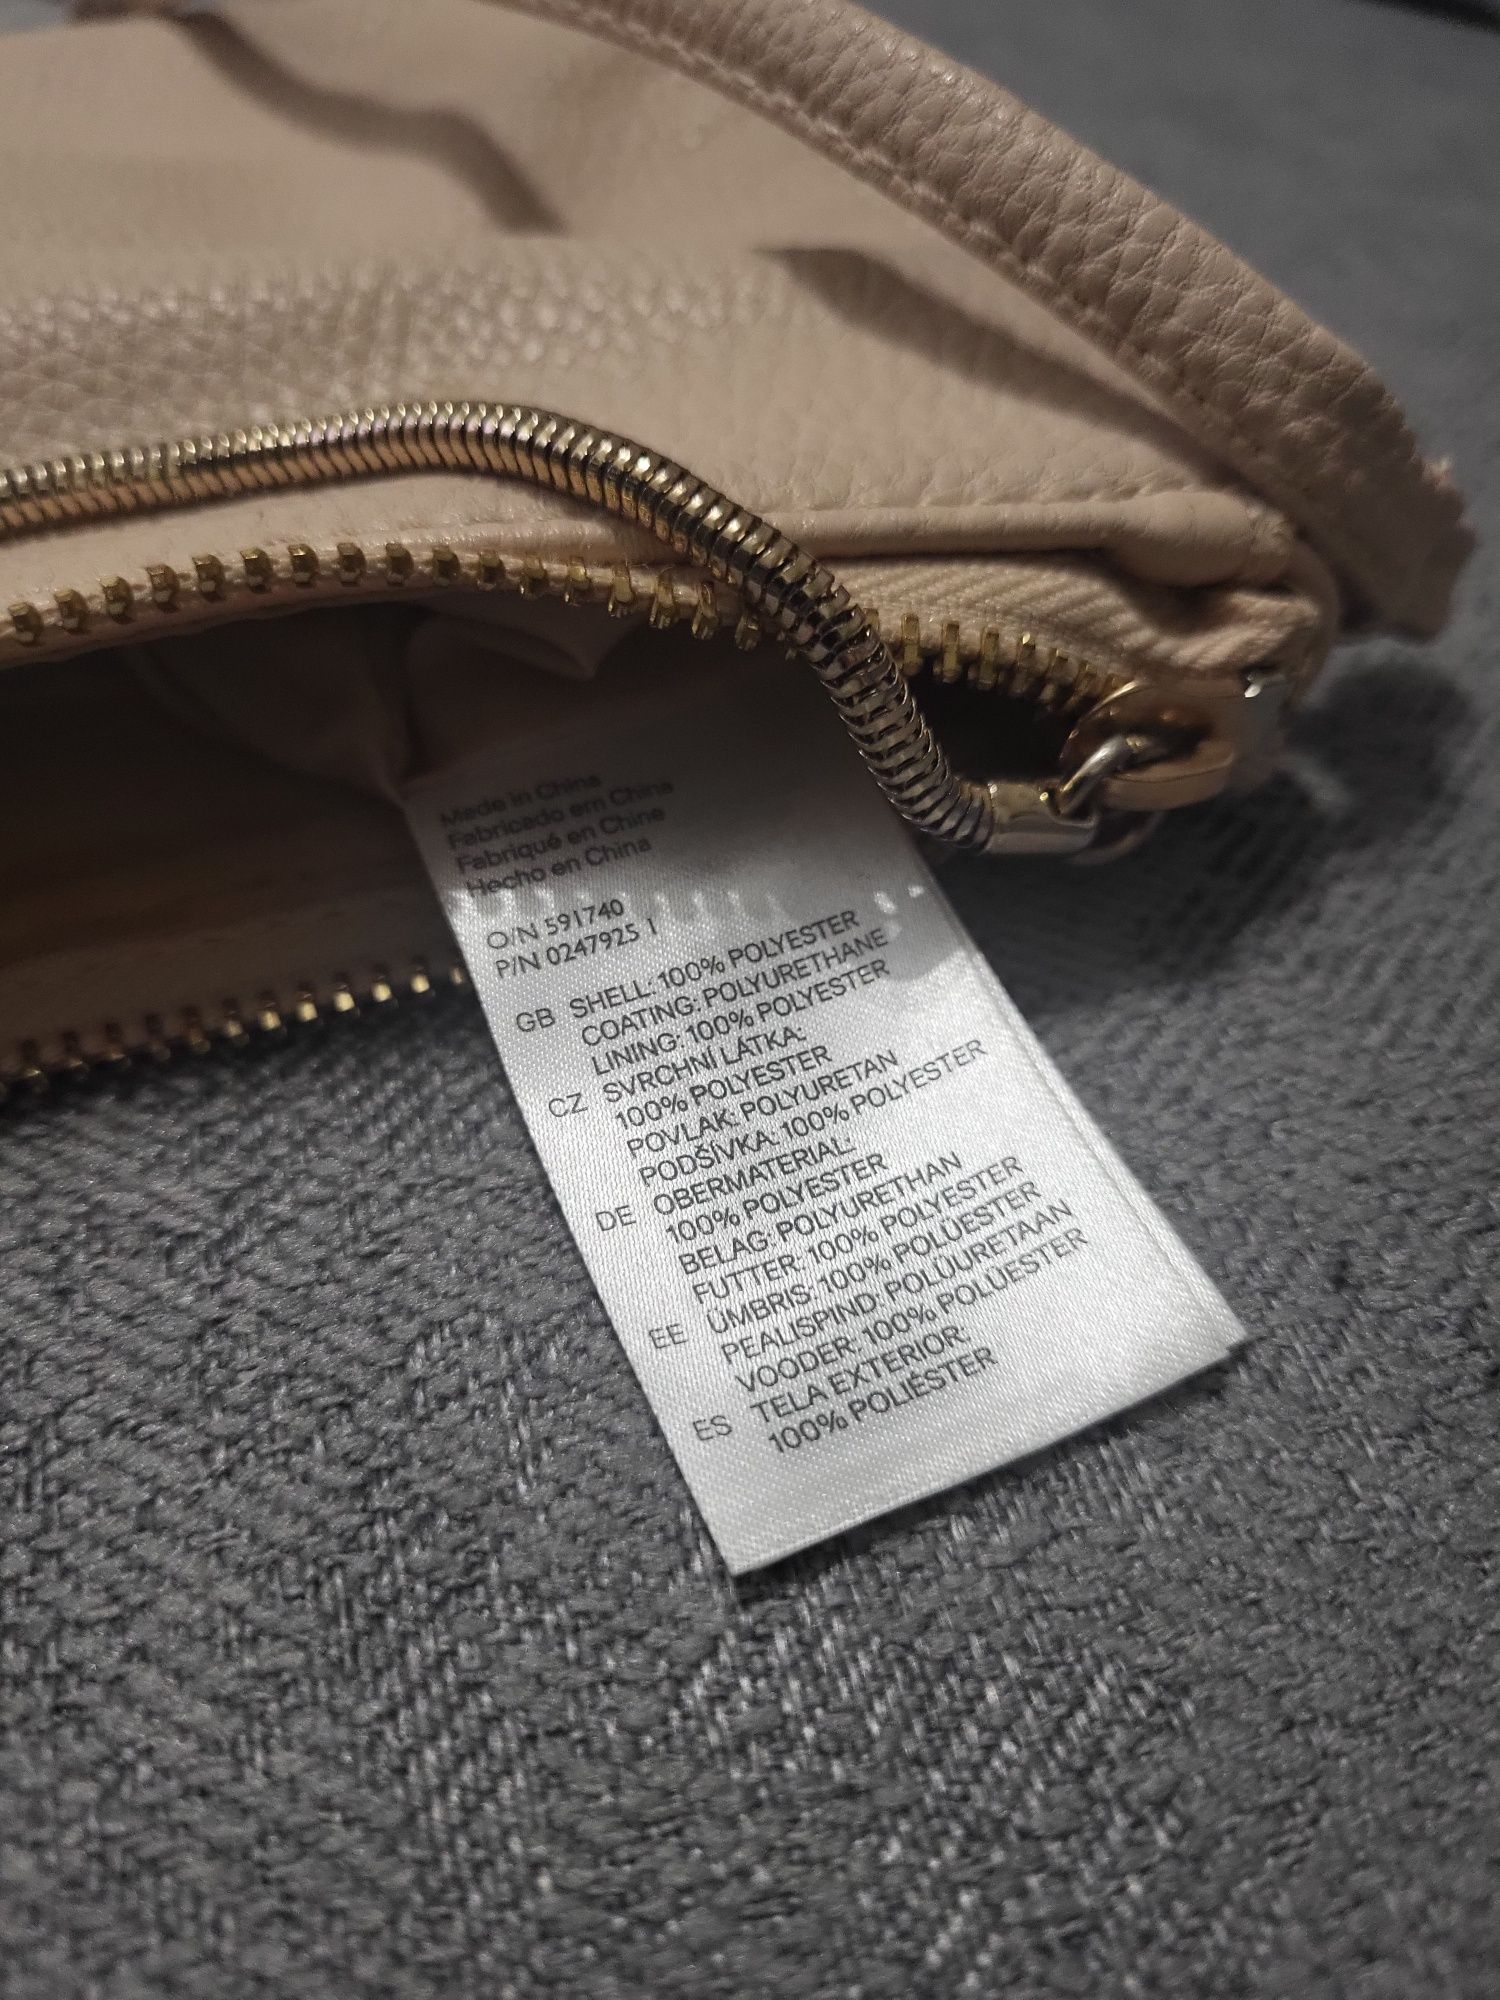 Made in China
Fabricado em China
Fabriqué en Chine
Hecho en China
O/N 591740
P/N 0247925 1
GB SHELL: 100% POLYESTER
COATING: POLYURETHANE
LINING: 100% POLYESTER
CZ SVRCHNÍ LÁTKA:
100% POLYESTER
POVLAK: POLYURETAN
PODŠÍVKA: 100% POLYESTER
DE OBERMATERIAL:
100% POLYESTER
BELAG: POLYURETHAN
FUTTER: 100% POLYESTER
EE ÜMBRIS: 100% POLÜESTER
PEALISPIND: POLÜURETAAN
VOODER: 100% POLÜESTER
ES TELA EXTERIOR:
100% POLIÉSTER